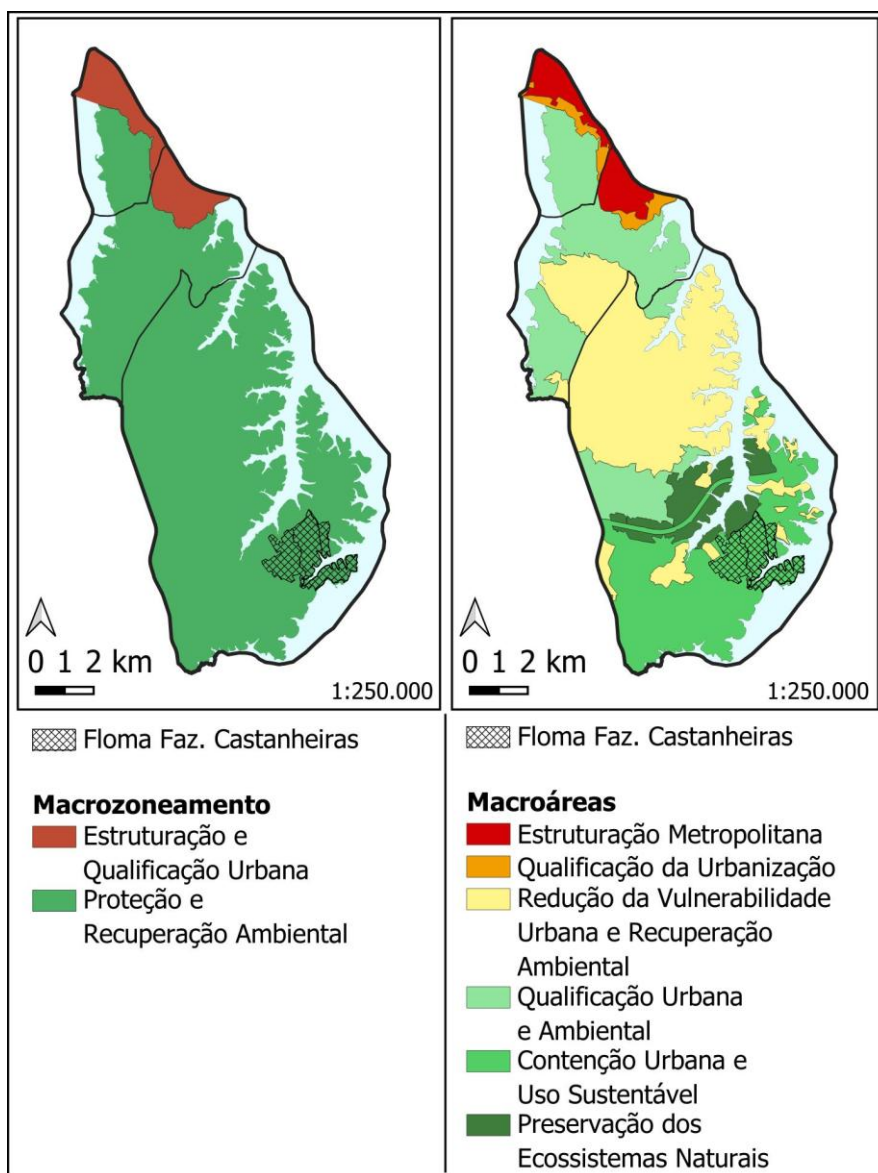 0 1 2 km
1:250.000
Floma Faz. Castanheiras
Macrozoneamento
Estruturação e
Qualificação Urbana
Proteção e
Recuperação Ambiental
0 1 2 km
1:250.000
Floma Faz. Castanheiras
Macroáreas
Estruturação Metropolitana
Qualificação da Urbanização
Redução da Vulnerabilidade
Urbana e Recuperação
Ambiental
Qualificação Urbana
e Ambiental
Contenção Urbana e
Uso Sustentável
Preservação dos
Ecossistemas Naturais